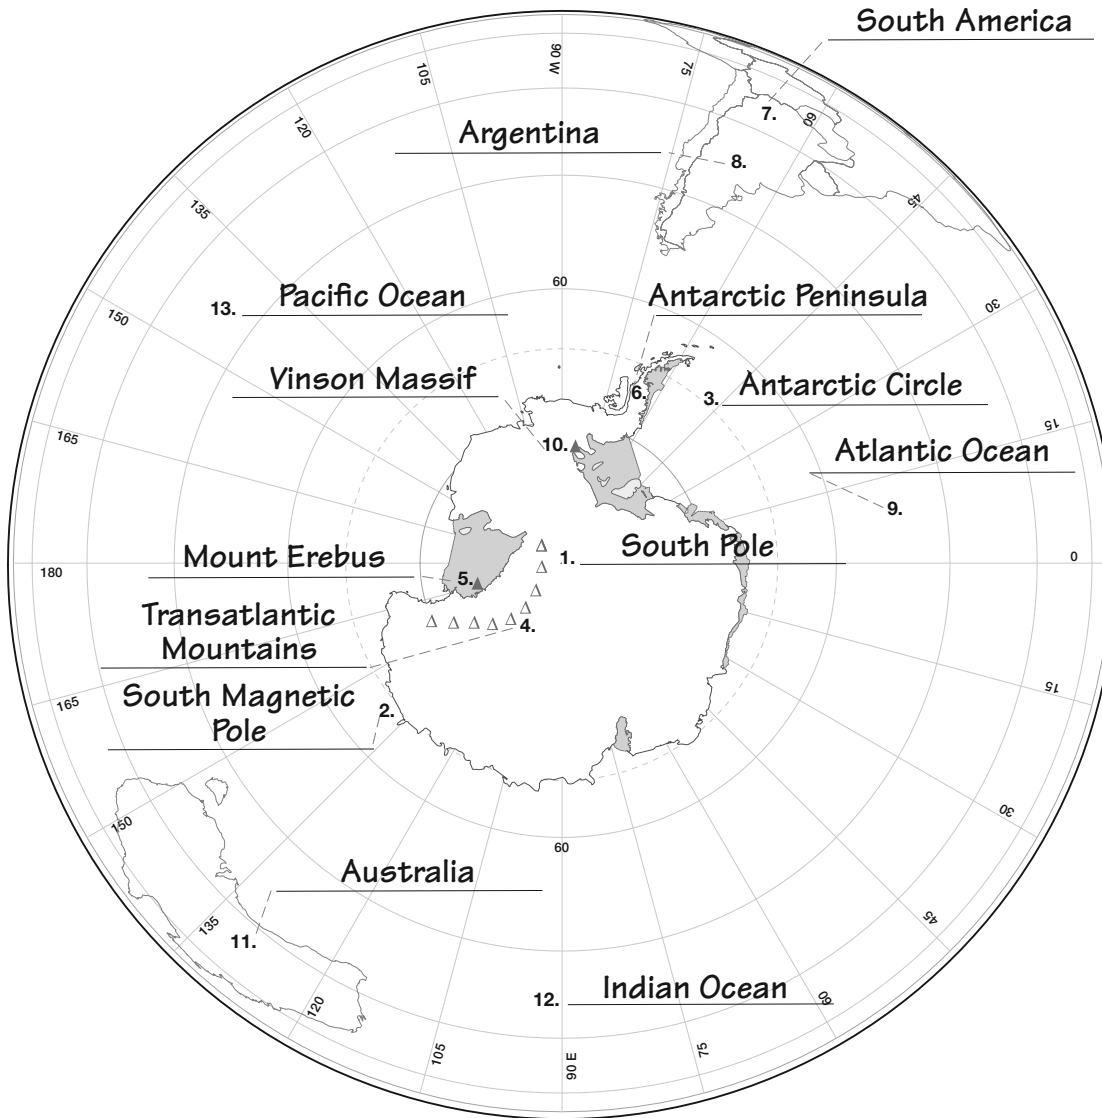 South America
90 W
75
105
7.
60
120
Argentina
8.
45
135
60
Pacific Ocean
13.
Antarctic Peninsula
30
150
Vinson Massif
6.
3.
Antarctic Circle
15
165
10.
Atlantic Ocean
9.
South Pole
1.
0
Mount Erebus
5.
180
Transatlantic
Mountains
4.
South Magnetic
Pole
2.
165
15
30
150
60
Australia
135
11.
45
Indian Ocean
12.
60
120
105
75
90 E